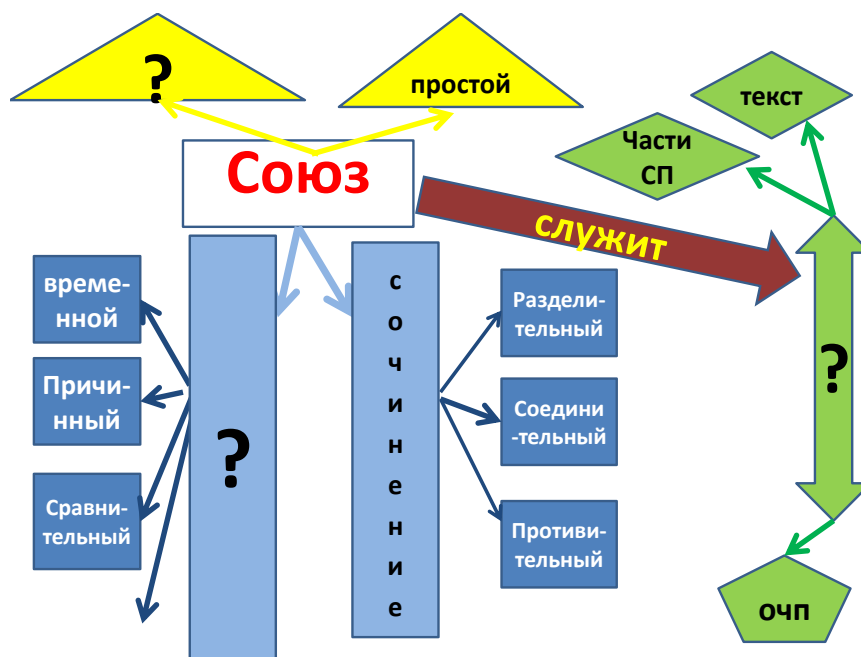 ?
простой
текст
Части
СП
Союз
служит
време-
нной
Причи-
нный
Сравни-
тельный
?
с
о
ч
и
н
е
н
и
е
Раздели-
тельный
Соедини
-тельный
Противи-
тельный
?
очп